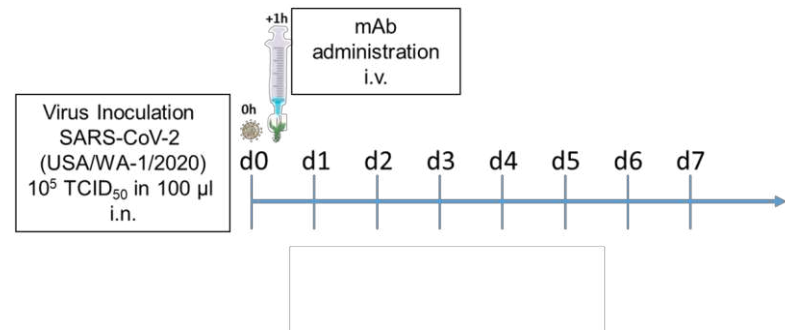 +1h
mAb
administration
i.v.
0h
Virus Inoculation
SARS-CoV-2
(USA/WA-1/2020)
10⁵ TCID₅₀ in 100 µl
i.n.
d0 d1 d2 d3 d4 d5 d6 d7